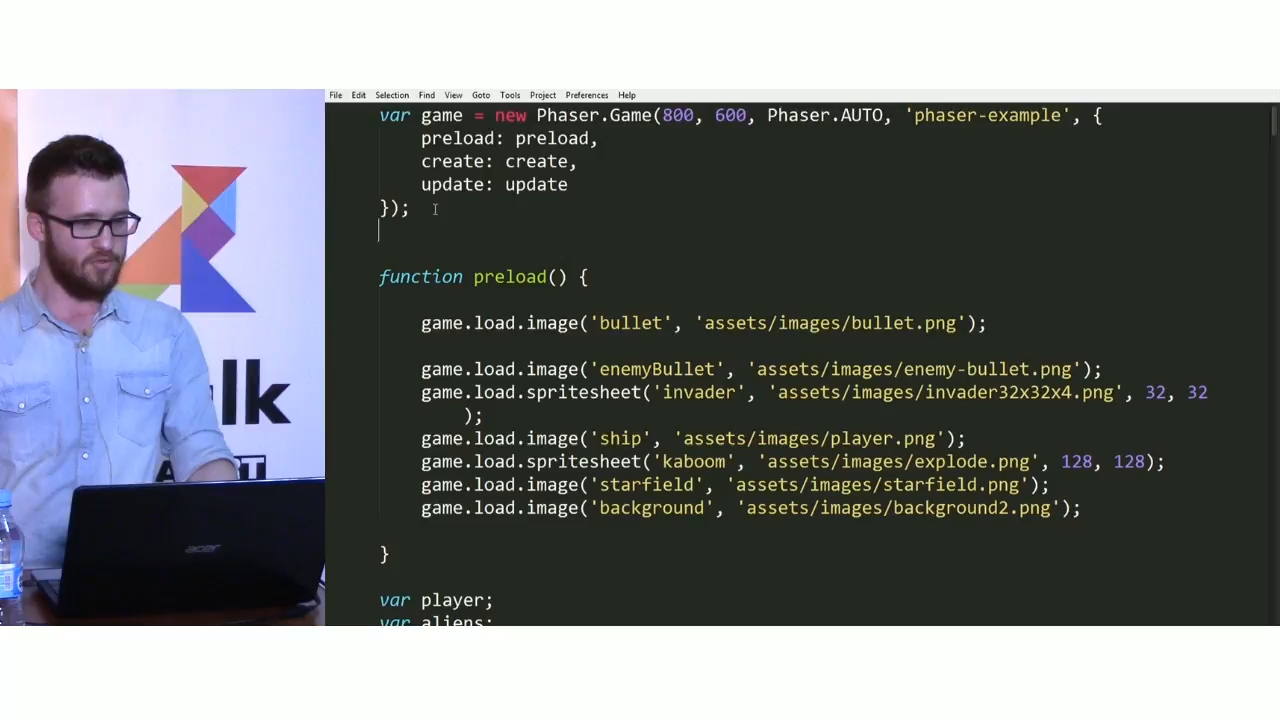 File Edit Selection Find View Goto Tools Project Preferences Help
var game = new Phaser.Game(800, 600, Phaser.AUTO, 'phaser-example', {
preload: preload,
create: create,
update: update
});
function preload() {
game.load.image('bullet', 'assets/images/bullet.png');
game.load.image('enemyBullet', 'assets/images/enemy-bullet.png');
game.load.spritesheet('invader', 'assets/images/invader32x32x4.png', 32, 32
);
game.load.image('ship', 'assets/images/player.png');
game.load.spritesheet('kaboom', 'assets/images/explode.png', 128, 128);
game.load.image('starfield', 'assets/images/starfield.png');
game.load.image('background', 'assets/images/background2.png');
}
var player;
var aliens;
lk
acer